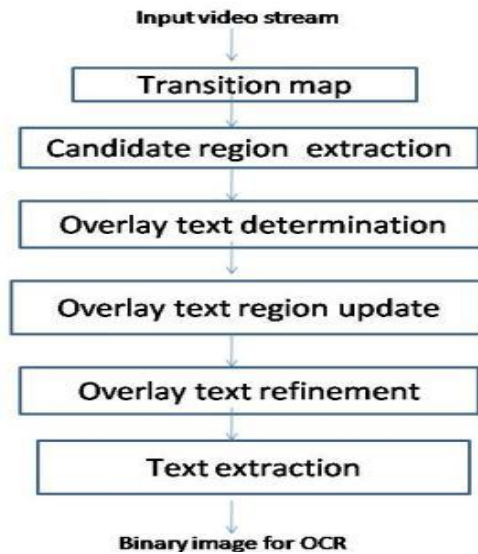 Input video stream
Transition map
Candidate region extraction
Overlay text determination
Overlay text region update
Overlay text refinement
Text extraction
Binary image for OCR